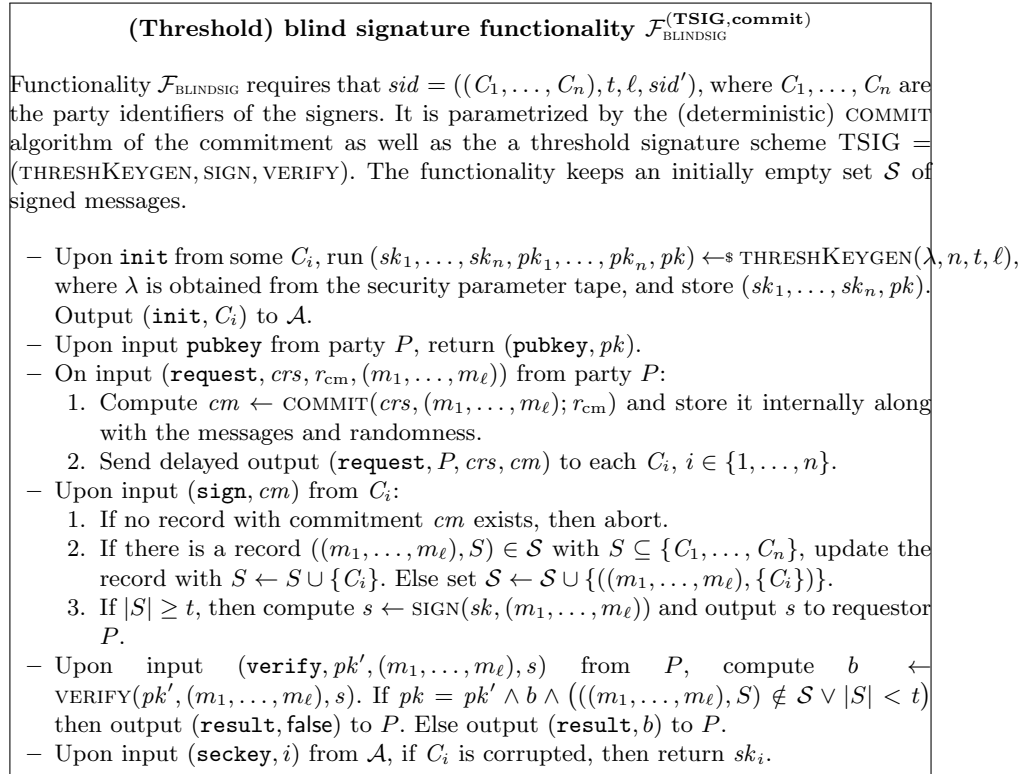 (Threshold) blind signature functionality F_BLINDSIG^(TSIG,commit)
Functionality F_BLINDSIG requires that sid = ((C_1, . . . , C_n), t, ℓ, sid′), where C_1, . . . , C_n are
the party identifiers of the signers. It is parametrized by the (deterministic) COMMIT
algorithm of the commitment as well as the a threshold signature scheme TSIG =
(THRESHKEYGEN, SIGN, VERIFY). The functionality keeps an initially empty set S of
signed messages.
– Upon init from some C_i, run (sk_1, . . . , sk_n, pk_1, . . . , pk_n, pk) ←$ THRESHKEYGEN(λ, n, t, ℓ),
where λ is obtained from the security parameter tape, and store (sk_1, . . . , sk_n, pk).
Output (init, C_i) to A.
– Upon input pubkey from party P, return (pubkey, pk).
– On input (request, crs, r_cm, (m_1, . . . , m_ℓ)) from party P:
1. Compute cm ← COMMIT(crs, (m_1, . . . , m_ℓ); r_cm) and store it internally along
with the messages and randomness.
2. Send delayed output (request, P, crs, cm) to each C_i, i ∈ {1, . . . , n}.
– Upon input (sign, cm) from C_i:
1. If no record with commitment cm exists, then abort.
2. If there is a record ((m_1, . . . , m_ℓ), S) ∈ S with S ⊆ {C_1, . . . , C_n}, update the
record with S ← S ∪ {C_i}. Else set S ← S ∪ {((m_1, . . . , m_ℓ), {C_i})}.
3. If |S| ≥ t, then compute s ← SIGN(sk, (m_1, . . . , m_ℓ)) and output s to requestor
P.
– Upon input (verify, pk′, (m_1, . . . , m_ℓ), s) from P, compute b ←
VERIFY(pk′, (m_1, . . . , m_ℓ), s). If pk = pk′ ∧ b ∧ (((m_1, . . . , m_ℓ), S) ∉ S ∨ |S| < t)
then output (result, false) to P. Else output (result, b) to P.
– Upon input (seckey, i) from A, if C_i is corrupted, then return sk_i.